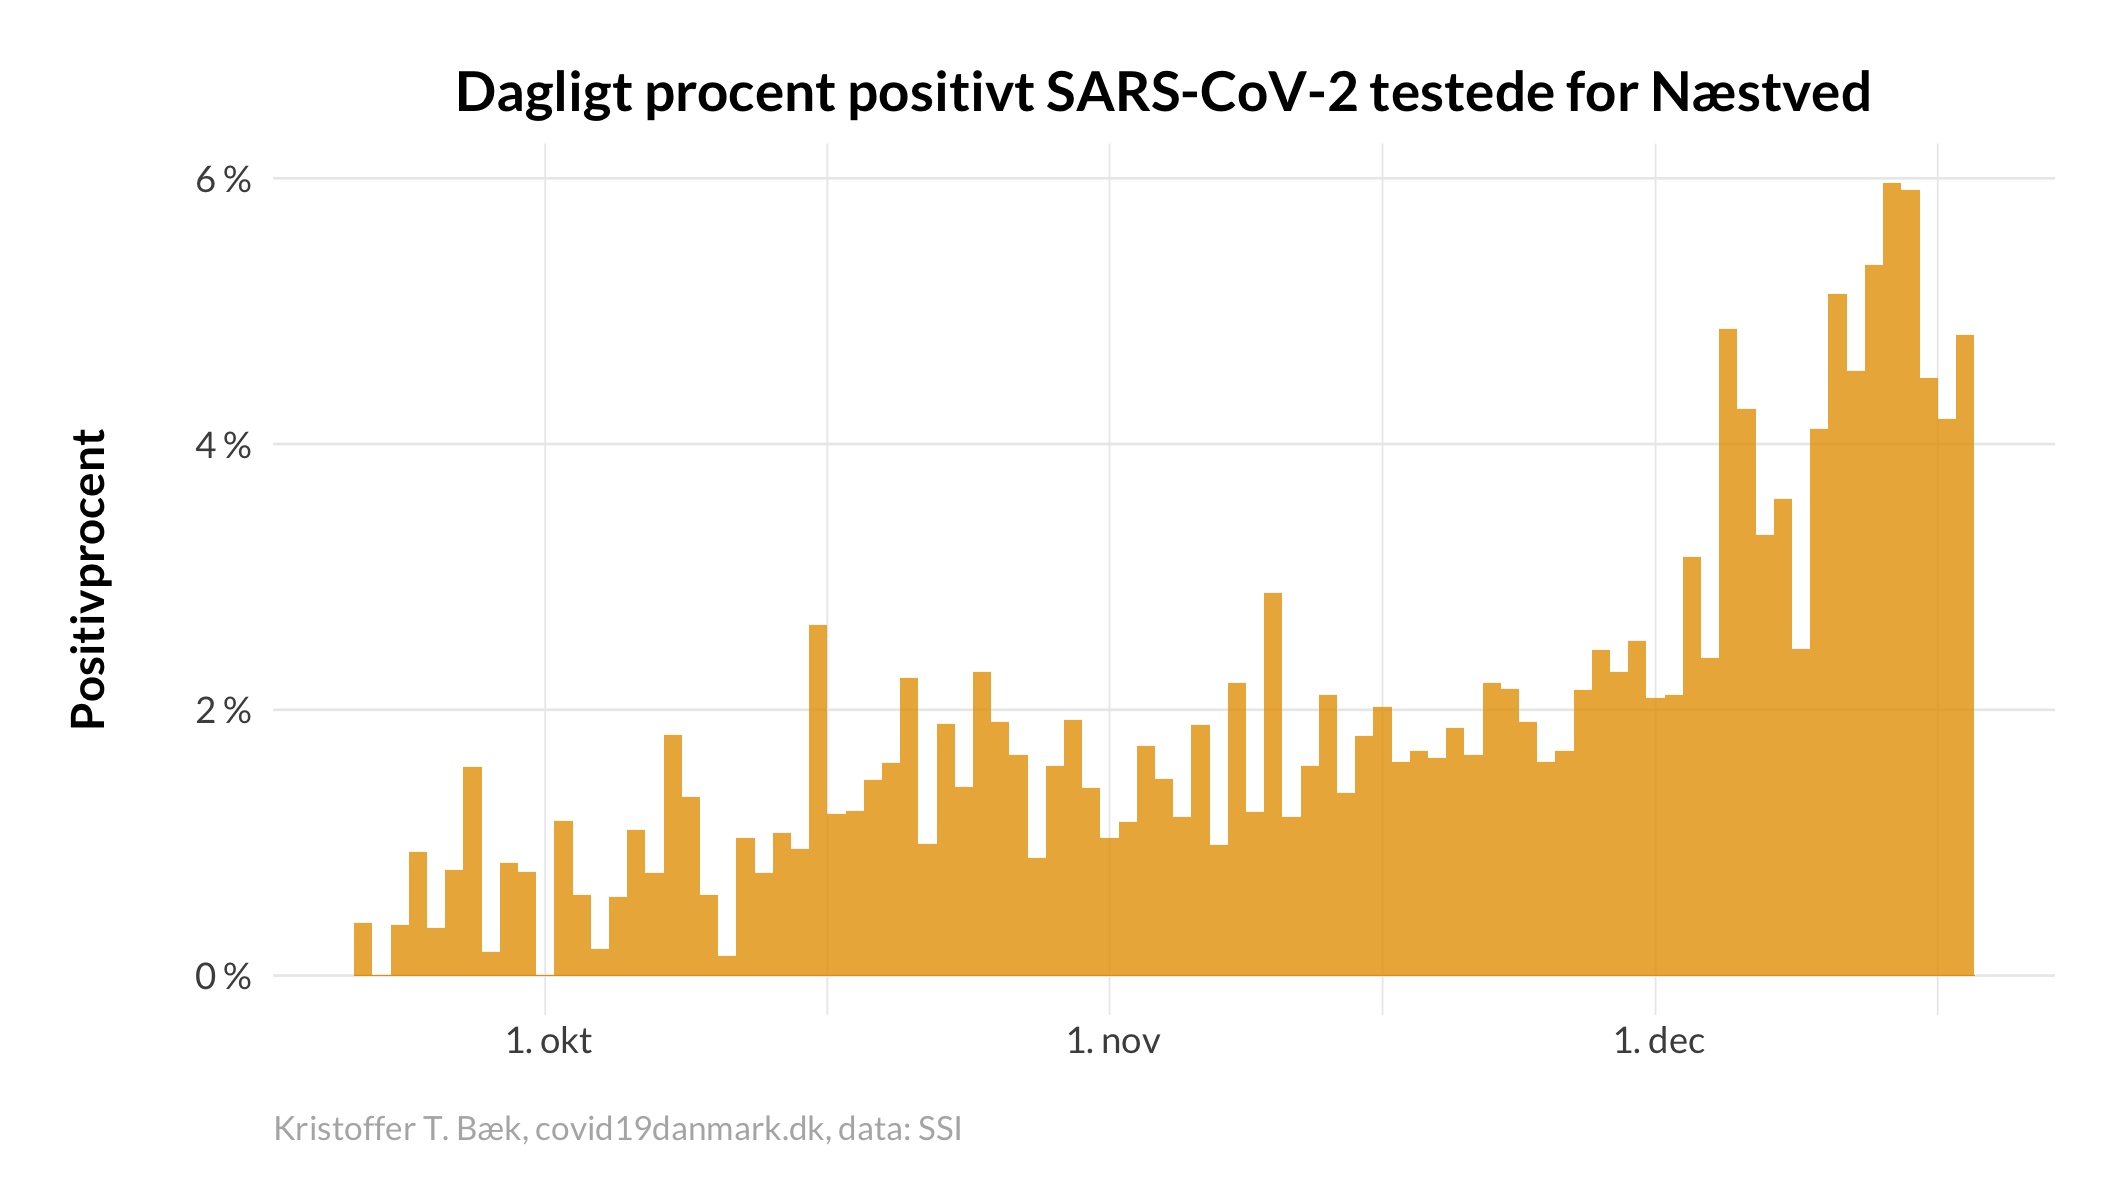 Dagligt procent positivt SARS-CoV-2 testede for Næstved
Positivprocent
6 %
4 %
2 %
0 %
1. okt
1. nov
1. dec
Kristoffer T. Bæk, covid19danmark.dk, data: SSI